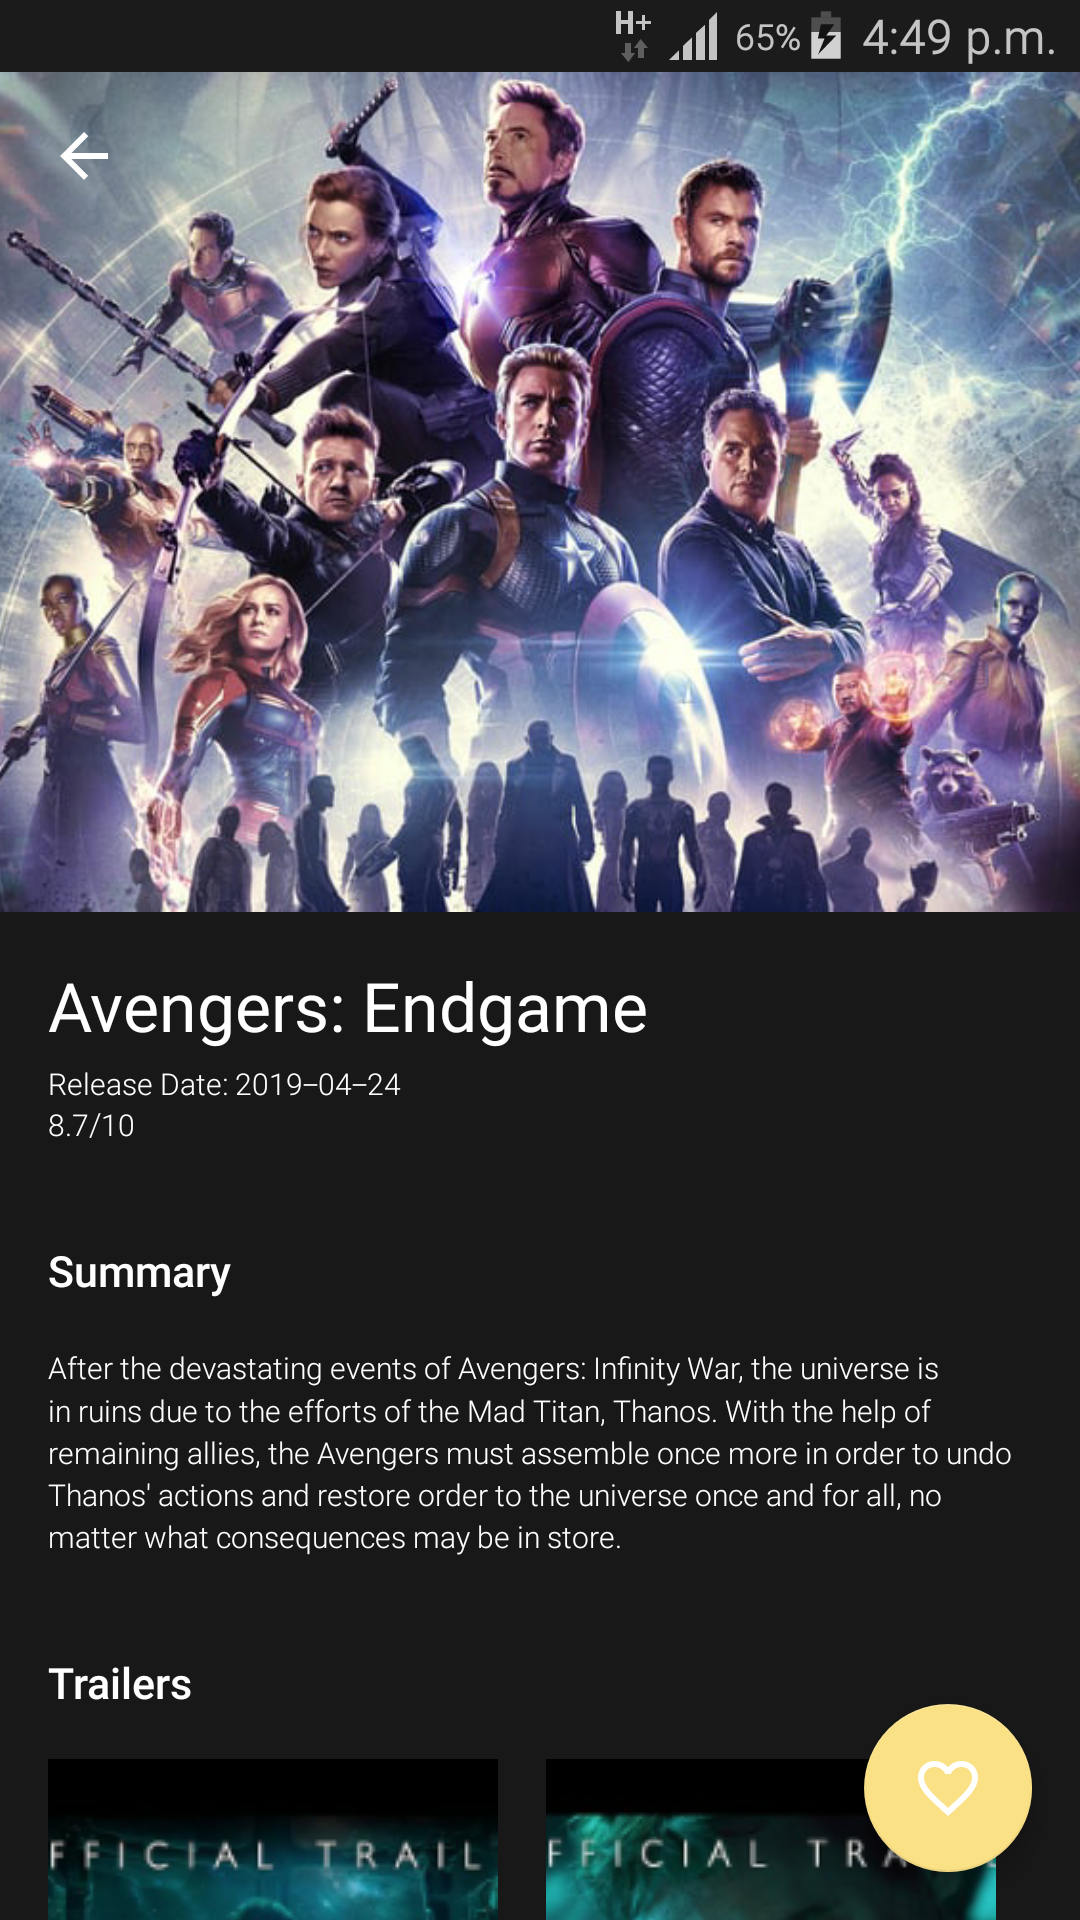 H+ 65% 4:49 p.m.
Avengers: Endgame
Release Date: 2019-04-24
8.7/10
Summary
After the devastating events of Avengers: Infinity War, the universe is
in ruins due to the efforts of the Mad Titan, Thanos. With the help of
remaining allies, the Avengers must assemble once more in order to undo
Thanos' actions and restore order to the universe once and for all, no
matter what consequences may be in store.
Trailers
FFICIAL TRAIL
FFICIAL TRA